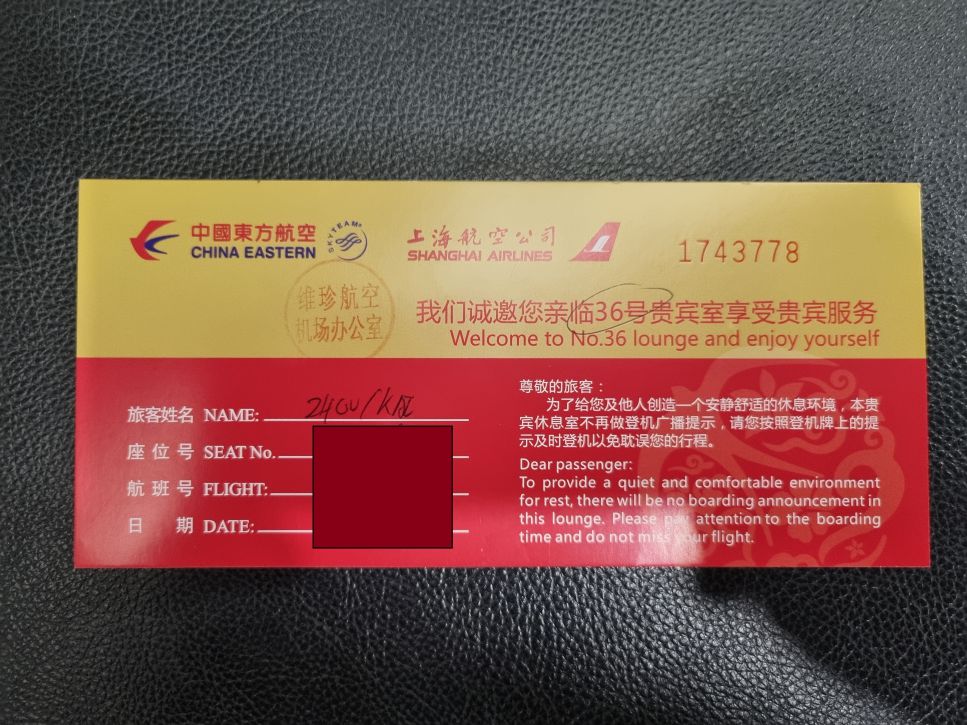 中國東方航空
CHINA EASTERN
SKYTEAM
上海航空公司
SHANGHAI AIRLINES
1743778
维珍航空
机场办公室
我们诚邀您亲临36号贵宾室享受贵宾服务
Welcome to No.36 lounge and enjoy yourself
旅客姓名 NAME:
座位号 SEAT No.
航班号 FLIGHT:
日期 DATE:
尊敬的旅客：
为了给您及他人创造一个安静舒适的休息环境，本贵
宾休息室不再做登机广播提示，请您按照登机牌上的提
示及时登机以免耽误您的行程。
Dear passenger:
To provide a quiet and comfortable environment
for rest, there will be no boarding announcement in
this lounge. Please pay attention to the boarding
time and do not miss your flight.